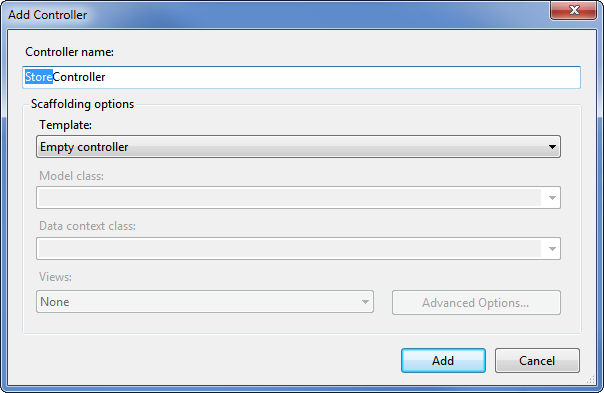 Add Controller
Controller name:
StoreController
Scaffolding options
Template:
Empty controller
Model class:
Data context class:
Views:
None
Advanced Options...
Add
Cancel